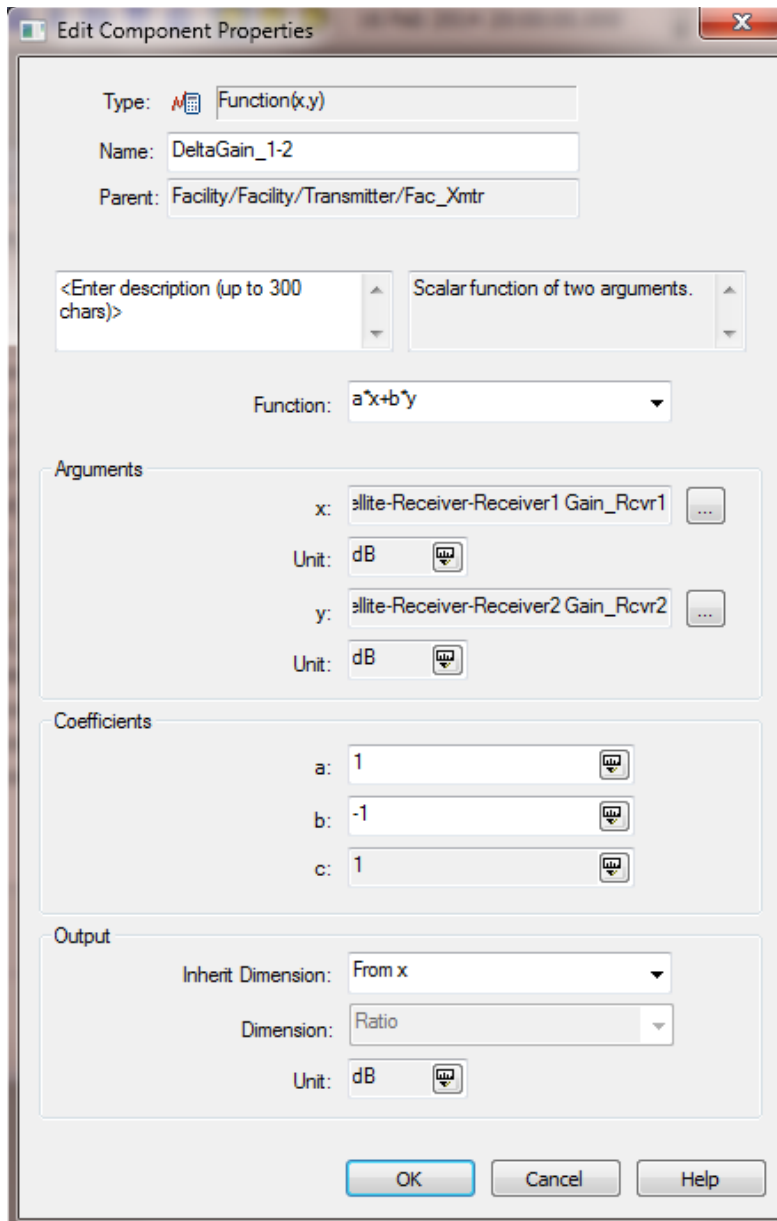 Edit Component Properties
Type: Function(x,y)
Name: DeltaGain_1-2
Parent: Facility/Facility/Transmitter/Fac_Xmtr
<Enter description (up to 300 chars)>
Scalar function of two arguments.
Function: a*x+b*y
Arguments
x: ellite-Receiver-Receiver1 Gain_Rcvr1 ...
Unit: dB
y: ellite-Receiver-Receiver2 Gain_Rcvr2 ...
Unit: dB
Coefficients
a: 1
b: -1
c: 1
Output
Inherit Dimension: From x
Dimension: Ratio
Unit: dB
OK Cancel Help